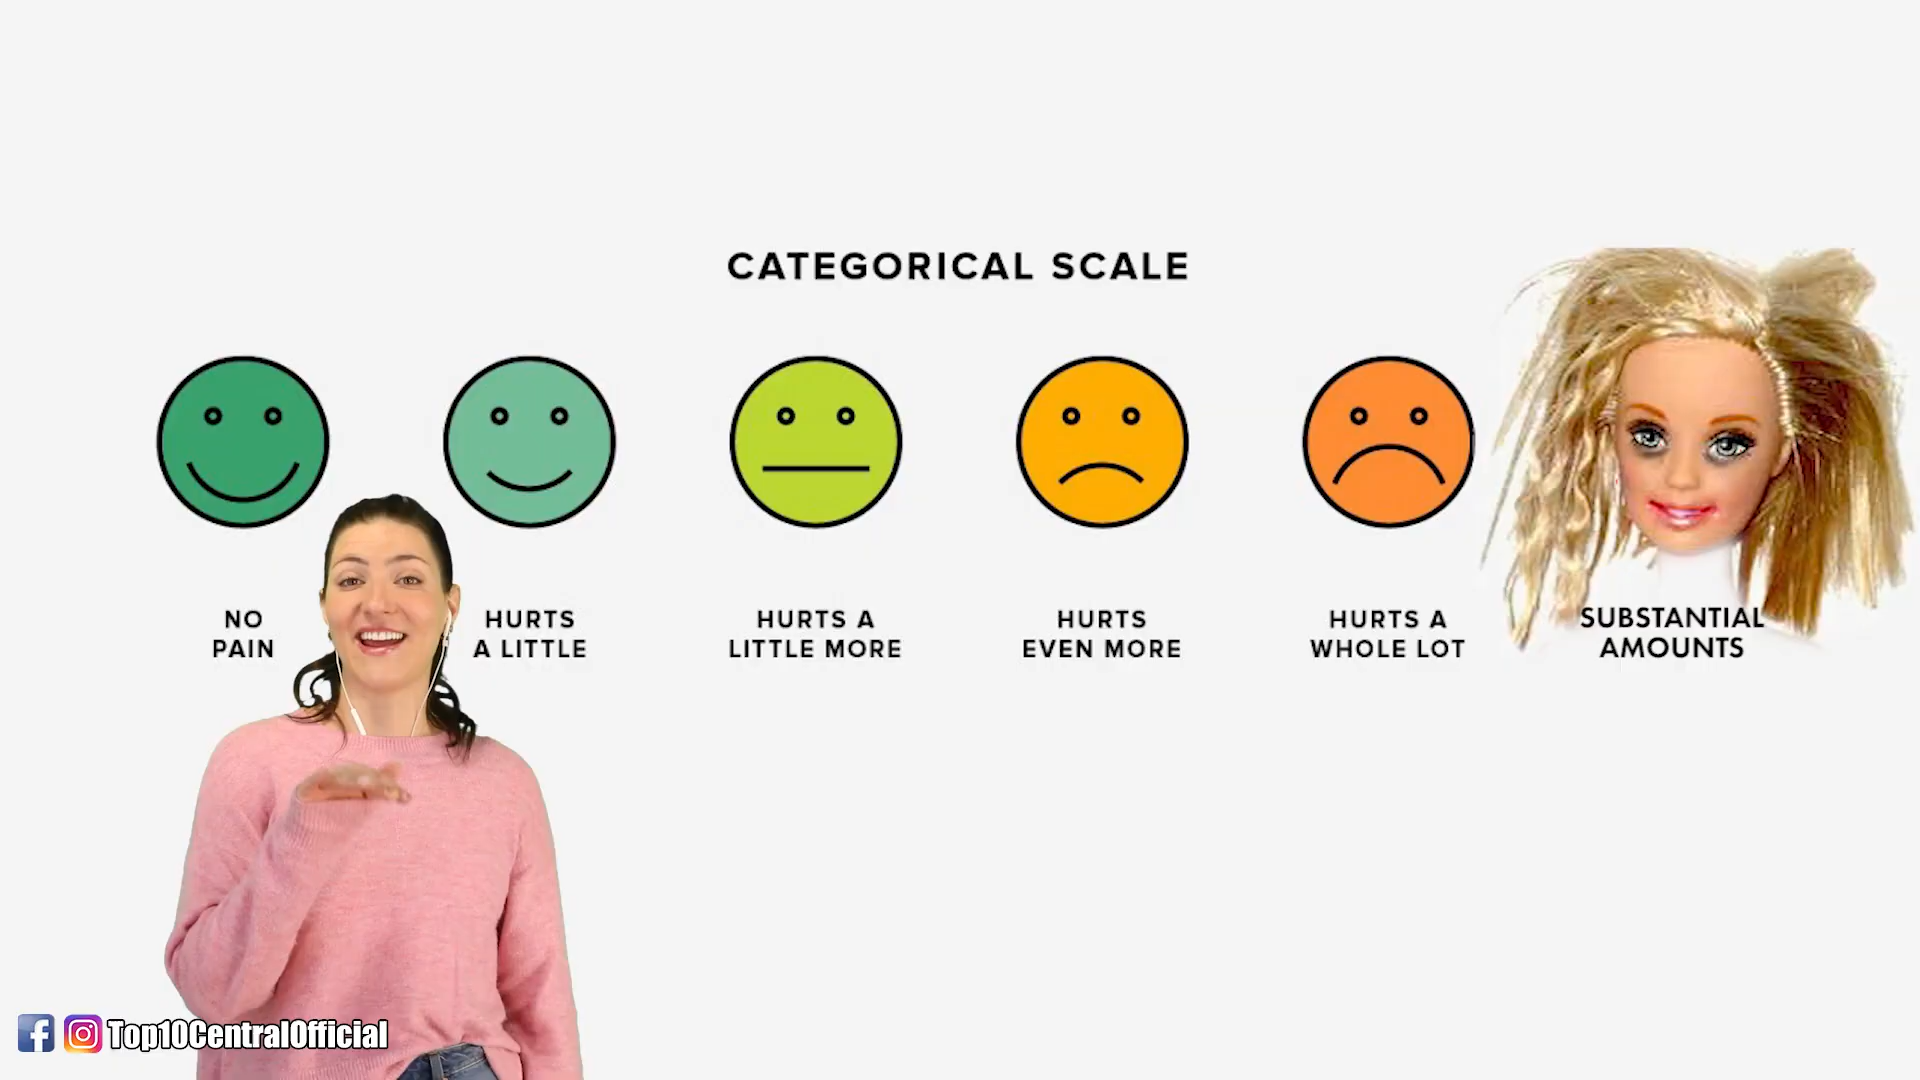 CATEGORICAL SCALE
NO
PAIN
HURTS
A LITTLE
HURTS A
LITTLE MORE
HURTS
EVEN MORE
HURTS A
WHOLE LOT
SUBSTANTIAL
AMOUNTS
Top10CentralOfficial